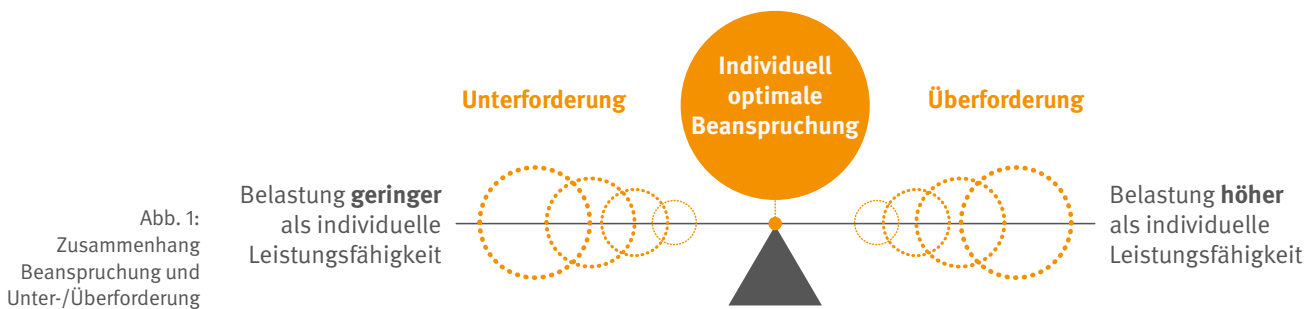 Individuell
optimale
Beanspruchung
Unterforderung
Überforderung
Belastung geringer
als individuelle
Leistungsfähigkeit
Belastung höher
als individuelle
Leistungsfähigkeit
Abb. 1:
Zusammenhang
Beanspruchung und
Unter-/Überforderung